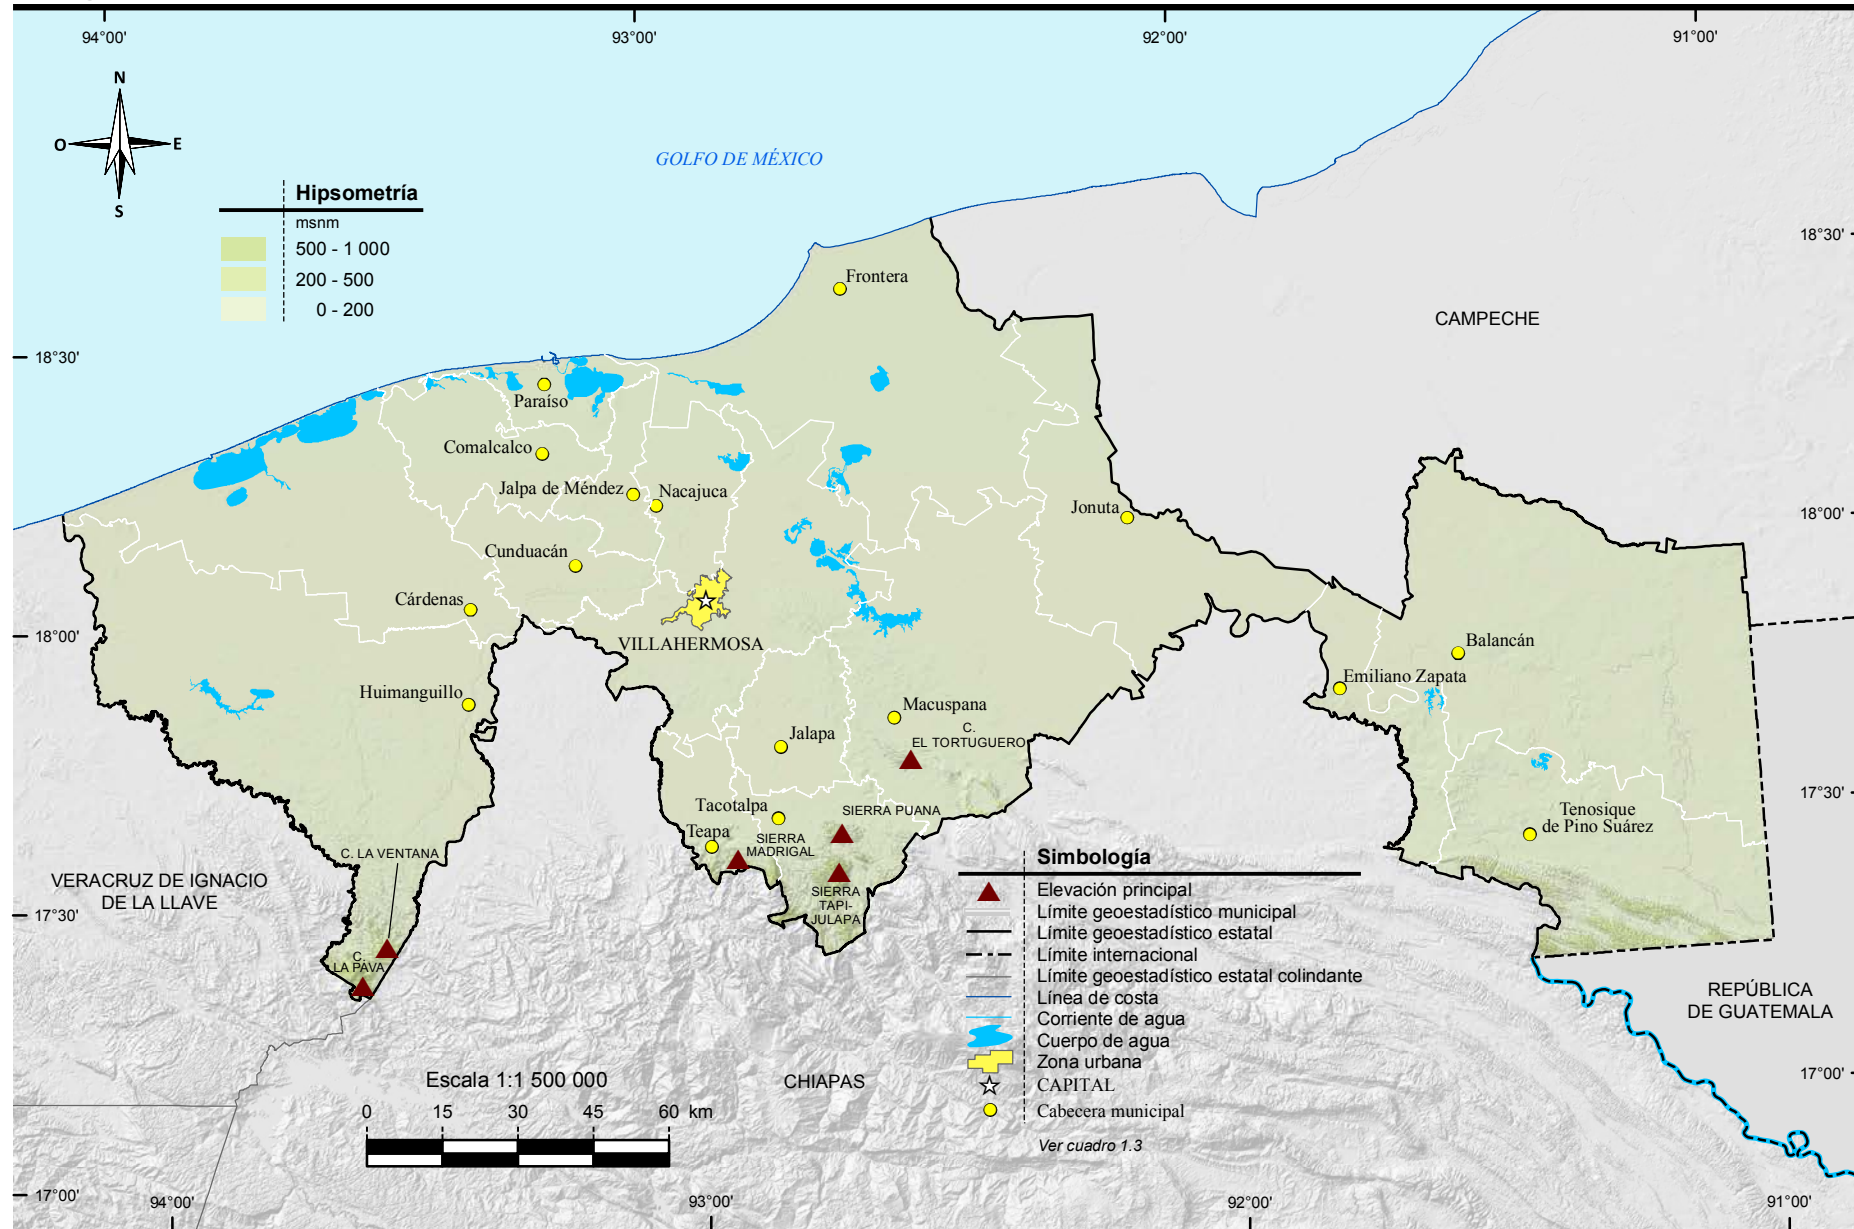 94°00'
93°00'
92°00'
91°00'
N
O
E
S
GOLFO DE MÉXICO
Hipsometría
msnm
500 - 1 000
200 - 500
0 - 200
18°30'
Frontera
CAMPECHE
18°30'
Paraíso
Comalcalco
Jalpa de Méndez
Nacajuca
Jonuta
18°00'
Cunduacán
Cárdenas
18°00'
VILLAHERMOSA
Balancán
Emiliano Zapata
Huimanguillo
Macuspana
C.
EL TORTUGUERO
Jalapa
17°30'
Tacotalpa
SIERRA PUANA
Tenosique
de Pino Suárez
Teapa
SIERRA
MADRIGAL
C. LA VENTANA
VERACRUZ DE IGNACIO
DE LA LLAVE
SIERRA
TAPI-
JULAPA
17°30'
C.
LA PAVA
Simbología
Elevación principal
Límite geoestadístico municipal
Límite geoestadístico estatal
Límite internacional
Límite geoestadístico estatal colindante
Línea de costa
Corriente de agua
Cuerpo de agua
Zona urbana
CAPITAL
Cabecera municipal
Ver cuadro 1.3
REPÚBLICA
DE GUATEMALA
CHIAPAS
17°00'
Escala 1:1 500 000
0 15 30 45 60 km
17°00'
94°00'
93°00'
92°00'
91°00'